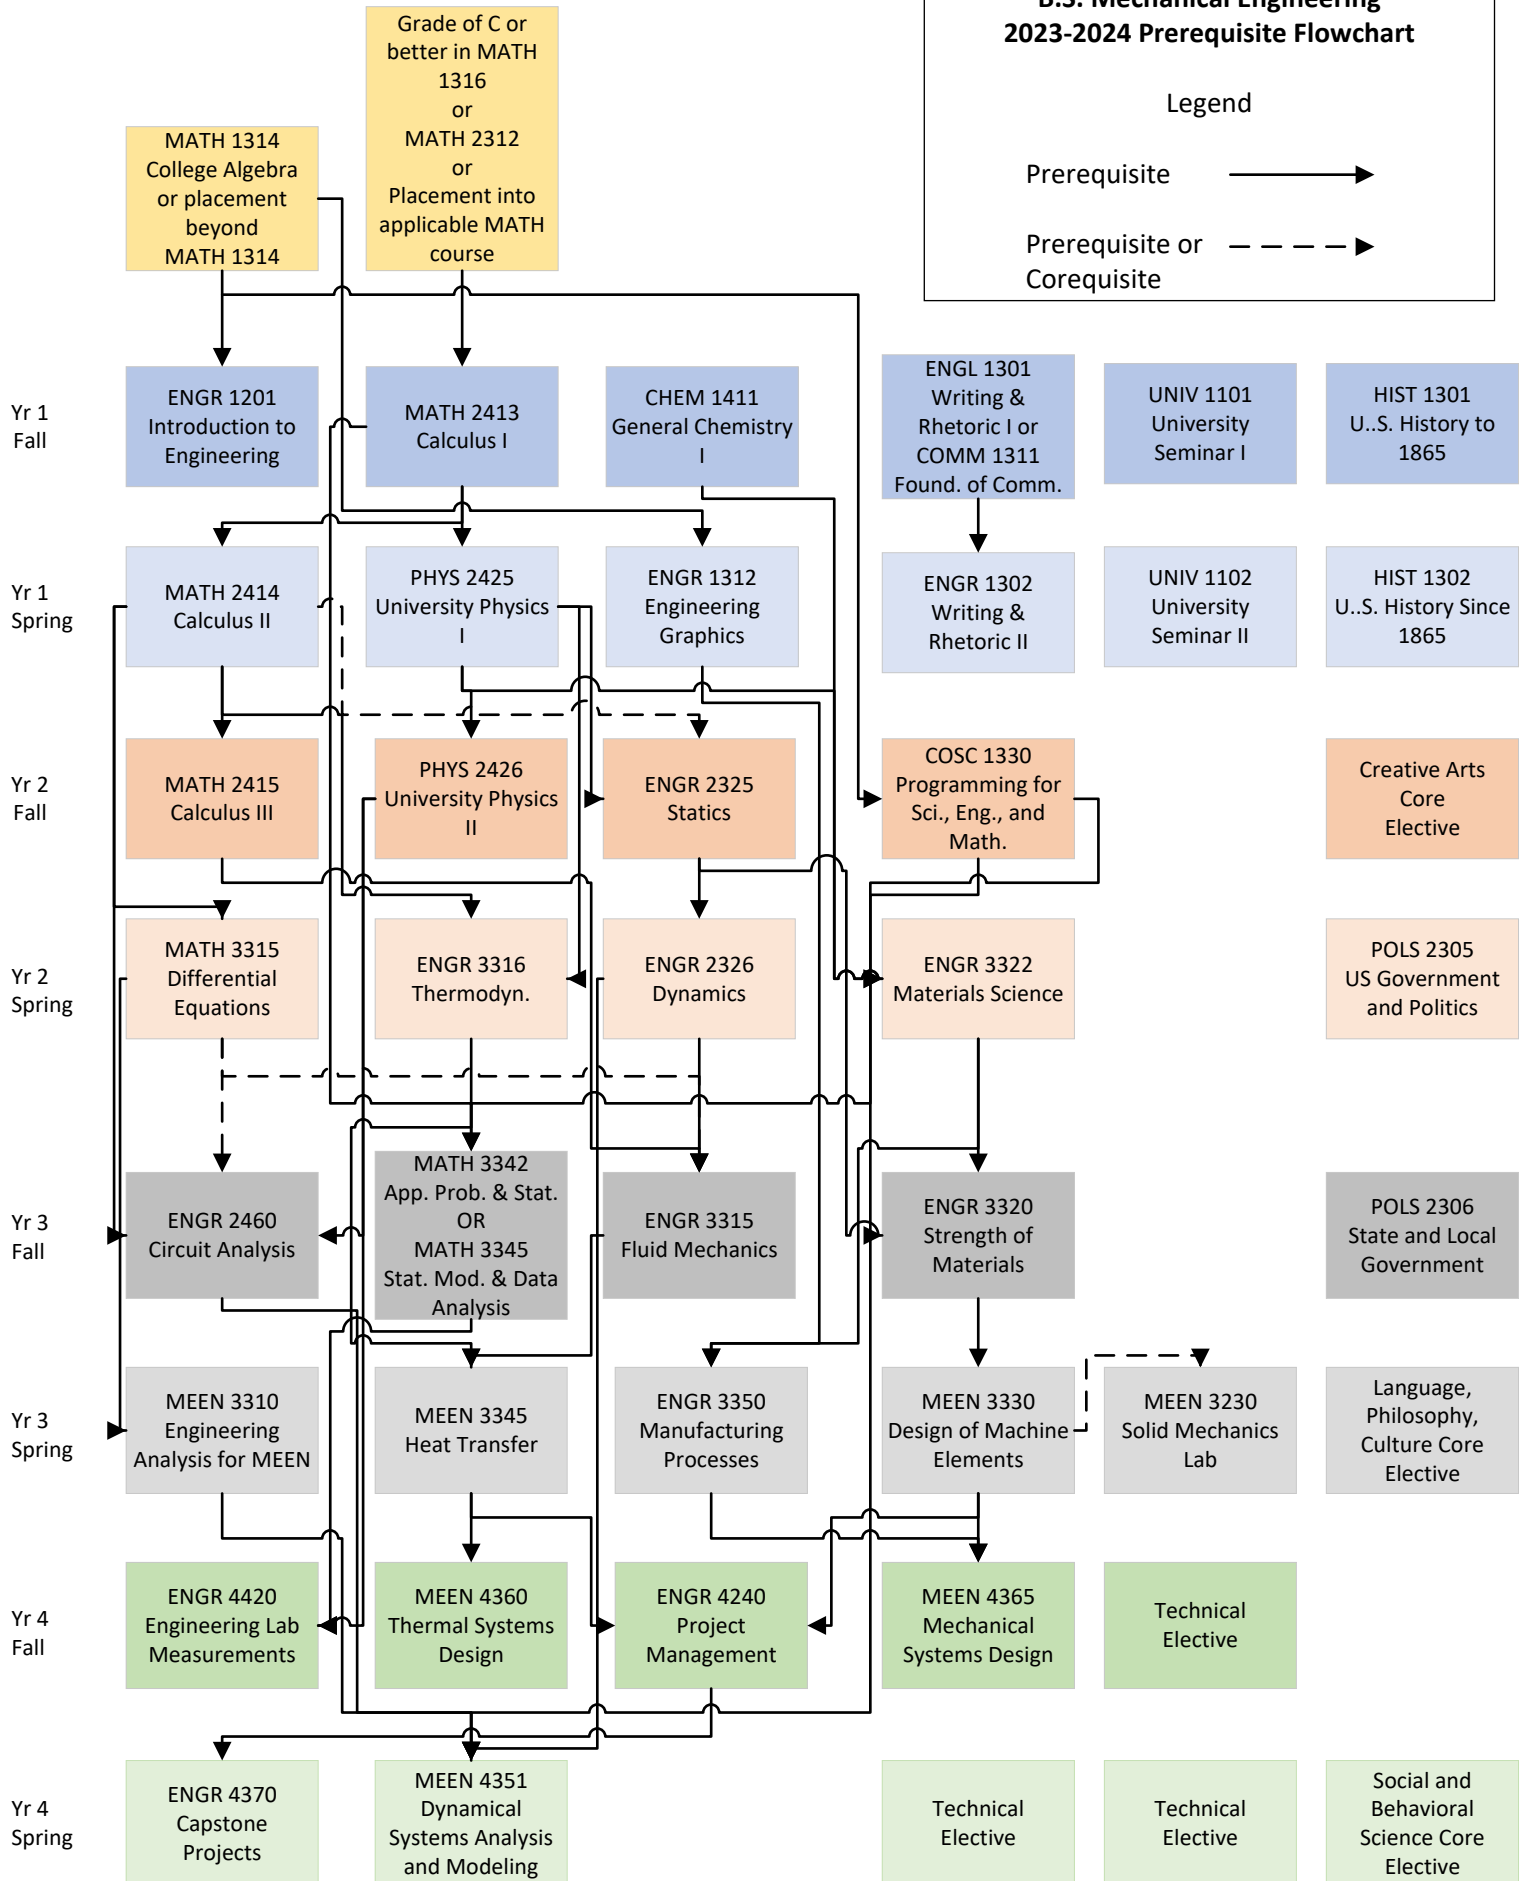 B.S. Mechanical Engineering
2023-2024 Prerequisite Flowchart
Legend
Prerequisite
Prerequisite or
Corequisite
MATH 1314
College Algebra
or placement
beyond
MATH 1314
Grade of C or
better in MATH
1316
or
MATH 2312
or
Placement into
applicable MATH
course
Yr 1
Fall
ENGR 1201
Introduction to
Engineering
MATH 2413
Calculus I
CHEM 1411
General Chemistry
I
ENGL 1301
Writing &
Rhetoric I or
COMM 1311
Found. of Comm.
UNIV 1101
University
Seminar I
HIST 1301
U..S. History to
1865
Yr 1
Spring
MATH 2414
Calculus II
PHYS 2425
University Physics
I
ENGR 1312
Engineering
Graphics
ENGR 1302
Writing &
Rhetoric II
UNIV 1102
University
Seminar II
HIST 1302
U..S. History Since
1865
Yr 2
Fall
MATH 2415
Calculus III
PHYS 2426
University Physics
II
ENGR 2325
Statics
COSC 1330
Programming for
Sci., Eng., and
Math.
Creative Arts
Core
Elective
Yr 2
Spring
MATH 3315
Differential
Equations
ENGR 3316
Thermodyn.
ENGR 2326
Dynamics
ENGR 3322
Materials Science
POLS 2305
US Government
and Politics
Yr 3
Fall
ENGR 2460
Circuit Analysis
MATH 3342
App. Prob. & Stat.
OR
MATH 3345
Stat. Mod. & Data
Analysis
ENGR 3315
Fluid Mechanics
ENGR 3320
Strength of
Materials
POLS 2306
State and Local
Government
Yr 3
Spring
MEEN 3310
Engineering
Analysis for MEEN
MEEN 3345
Heat Transfer
ENGR 3350
Manufacturing
Processes
MEEN 3330
Design of Machine
Elements
MEEN 3230
Solid Mechanics
Lab
Language,
Philosophy,
Culture Core
Elective
Yr 4
Fall
ENGR 4420
Engineering Lab
Measurements
MEEN 4360
Thermal Systems
Design
ENGR 4240
Project
Management
MEEN 4365
Mechanical
Systems Design
Technical
Elective
Yr 4
Spring
ENGR 4370
Capstone
Projects
MEEN 4351
Dynamical
Systems Analysis
and Modeling
Technical
Elective
Technical
Elective
Social and
Behavioral
Science Core
Elective